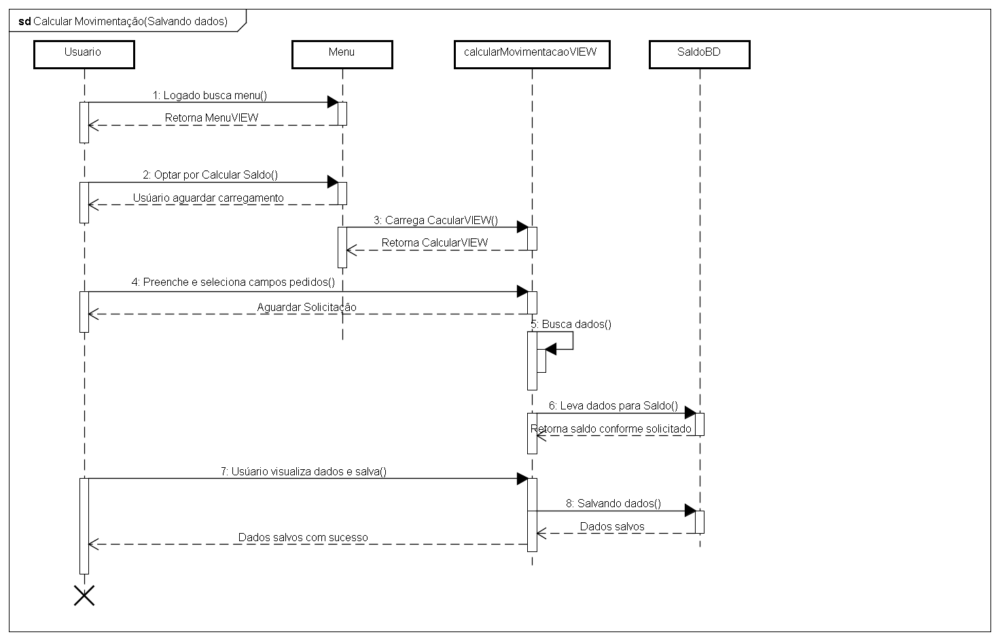 sd Calcular Movimentação(Salvando dados)
Usuario
Menu
calcularMovimentacaoVIEW
SaldoBD
1: Logado busca menu()
Retorna MenuVIEW
2: Optar por Calcular Saldo()
Usúario aguardar carregamento
3: Carrega CacularVIEW()
Retorna CalcularVIEW
4: Preenche e seleciona campos pedidos()
Aguardar Solicitação
5: Busca dados()
6: Leva dados para Saldo()
Retorna saldo conforme solicitado
7: Usúario visualiza dados e salva()
8: Salvando dados()
Dados salvos
Dados salvos com sucesso